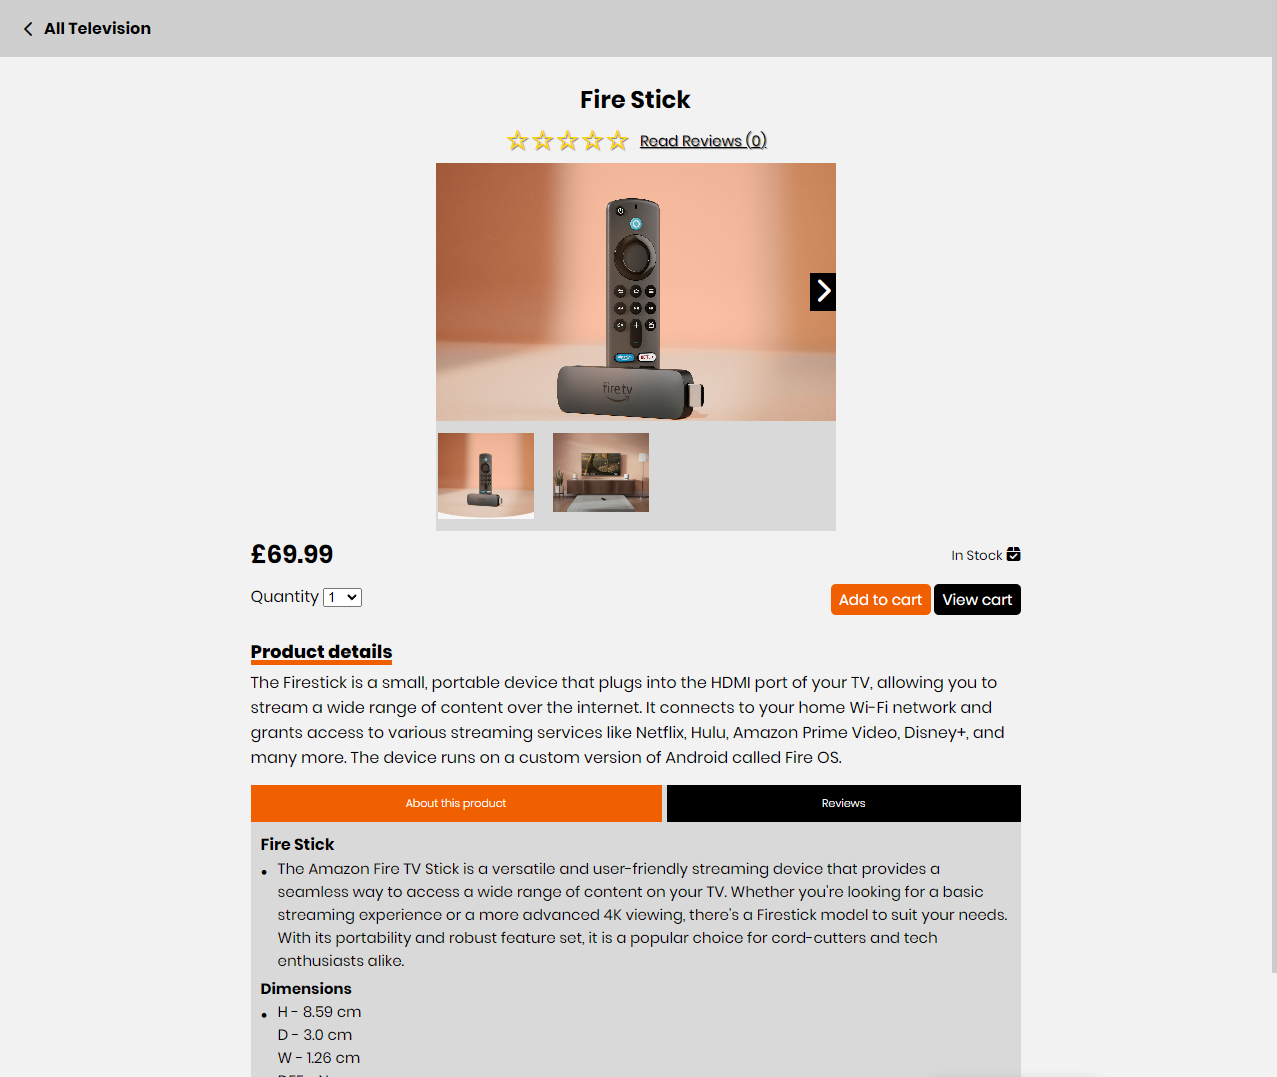 All Television
Fire Stick
Read Reviews (0)
fire tv
£69.99
In Stock
Quantity 1
Add to cart
View cart
Product details
The Firestick is a small, portable device that plugs into the HDMI port of your TV, allowing you to
stream a wide range of content over the internet. It connects to your home Wi-Fi network and
grants access to various streaming services like Netflix, Hulu, Amazon Prime Video, Disney+, and
many more. The device runs on a custom version of Android called Fire OS.
About this product
Reviews
Fire Stick
• The Amazon Fire TV Stick is a versatile and user-friendly streaming device that provides a
seamless way to access a wide range of content on your TV. Whether you're looking for a basic
streaming experience or a more advanced 4K viewing, there's a Firestick model to suit your needs.
With its portability and robust feature set, it is a popular choice for cord-cutters and tech
enthusiasts alike.
Dimensions
• H - 8.59 cm
D - 3.0 cm
W - 1.26 cm